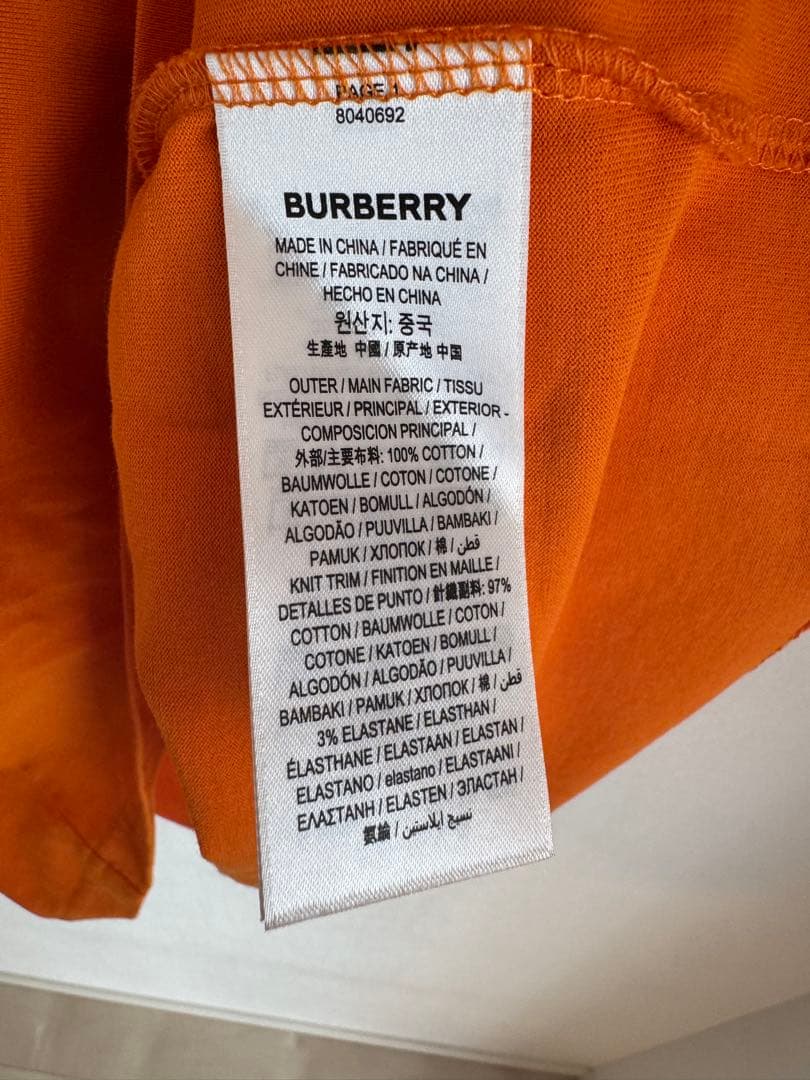 PAGE 1
8040692
BURBERRY
MADE IN CHINA / FABRIQUÉ EN
CHINE / FABRICADO NA CHINA /
HECHO EN CHINA
원산지: 중국
生產地 中國 / 原产地 中国
OUTER / MAIN FABRIC / TISSU
EXTÉRIEUR / PRINCIPAL / EXTERIOR -
COMPOSICION PRINCIPAL /
外部/主要布料: 100% COTTON /
BAUMWOLLE / COTON / COTONE /
KATOEN / BOMULL / ALGODÓN /
ALGODÃO / PUUVILLA / BAMBAKI /
PAMUK / ХЛОПОК / 棉 / قطن
KNIT TRIM / FINITION EN MAILLE /
DETALLES DE PUNTO / 針織副料: 97%
COTTON / BAUMWOLLE / COTON /
COTONE / KATOEN / BOMULL /
ALGODÓN / ALGODÃO / PUUVILLA /
BAMBAKI / PAMUK / ХЛОПОК / 棉 / قطن
3% ELASTANE / ELASTHAN /
ÉLASTHANE / ELASTAAN / ELASTAN /
ELASTANO / elastano / ELASTAANI /
ΕΛΑΣΤΑΝΗ / ELASTEN / ЭЛАСТАН /
氨綸 / نسيج ايلاستين